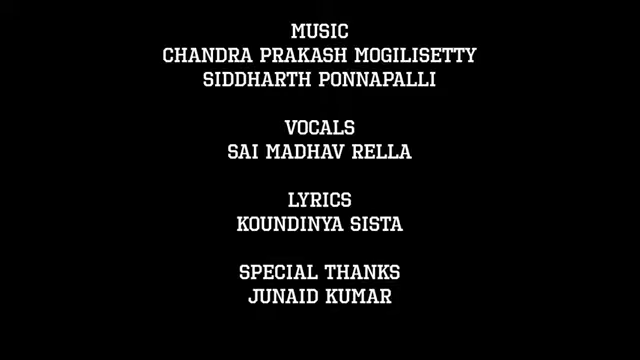 MUSIC
CHANDRA PRAKASH MOGILISETTY
SIDDHARTH PONNAPALLI
VOCALS
SAI MADHAV RELLA
LYRICS
KOUNDINYA SISTA
SPECIAL THANKS
JUNAID KUMAR